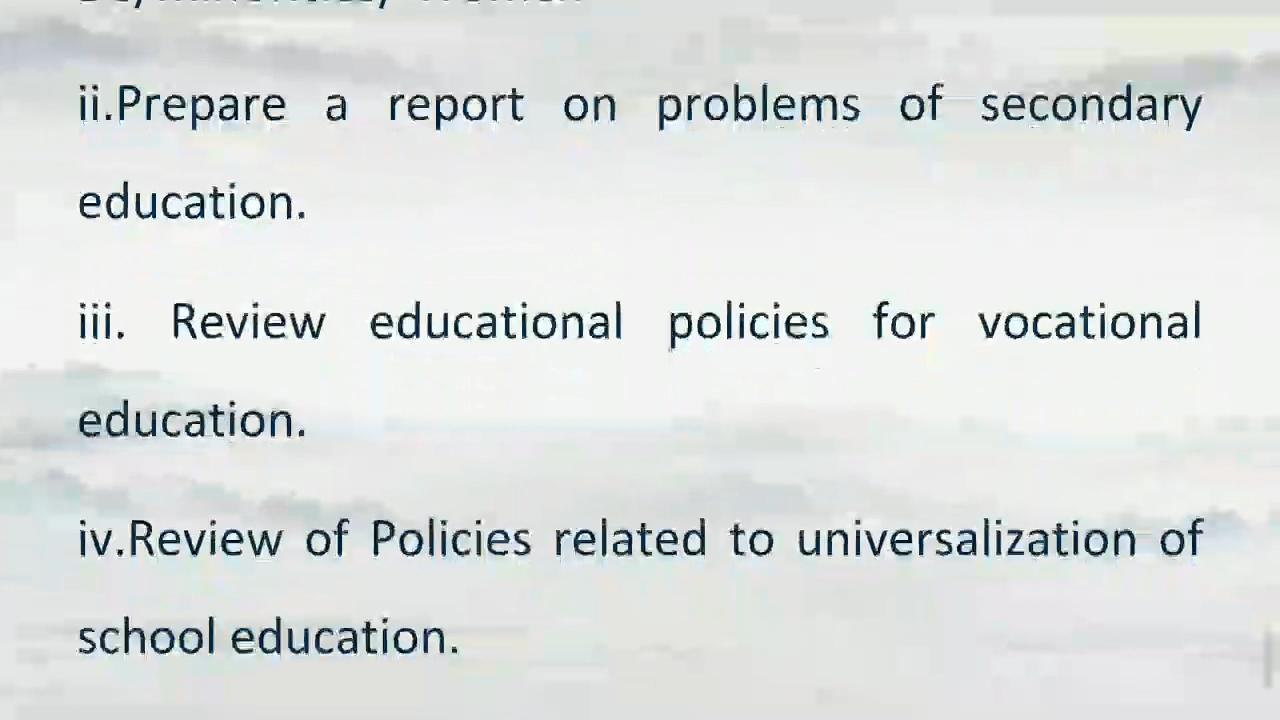 ii.Prepare a report on problems of secondary
education.
iii. Review educational policies for vocational
education.
iv.Review of Policies related to universalization of
school education.